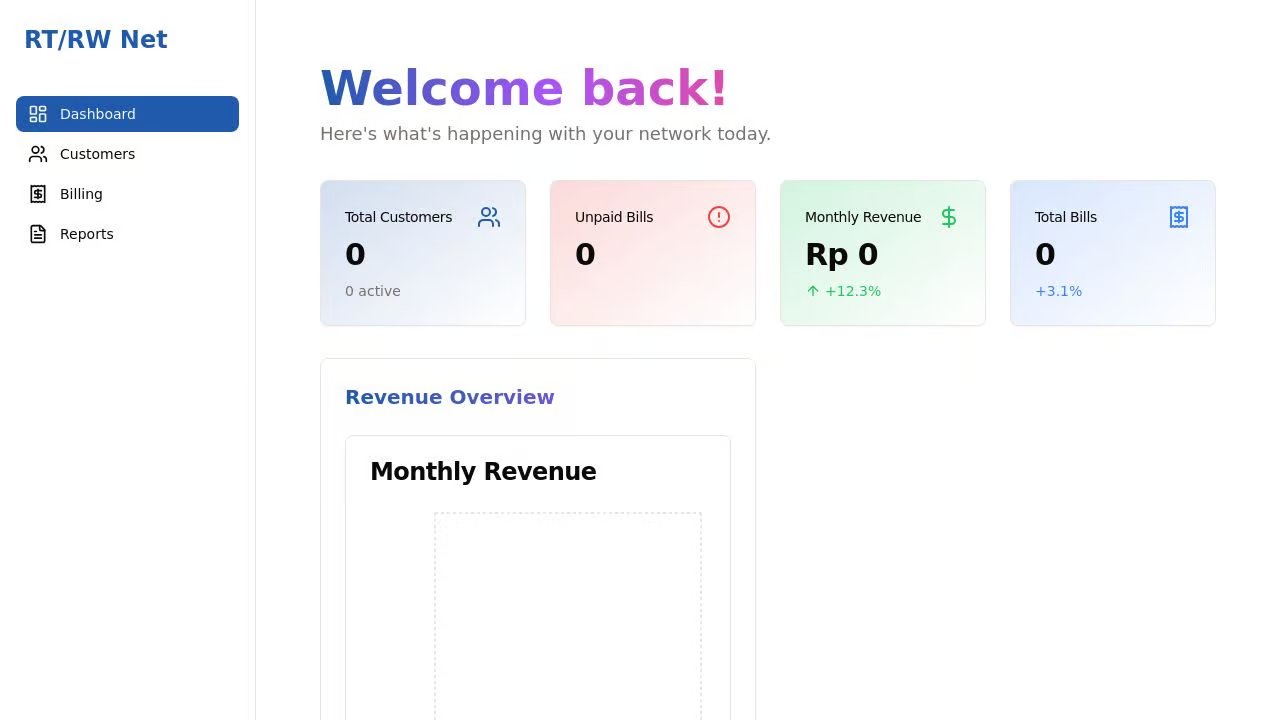 RT/RW Net
Dashboard
Customers
Billing
Reports
Welcome back!
Here's what's happening with your network today.
Total Customers
0
0 active
Unpaid Bills
0
Monthly Revenue
Rp 0
+12.3%
Total Bills
0
+3.1%
Revenue Overview
Monthly Revenue